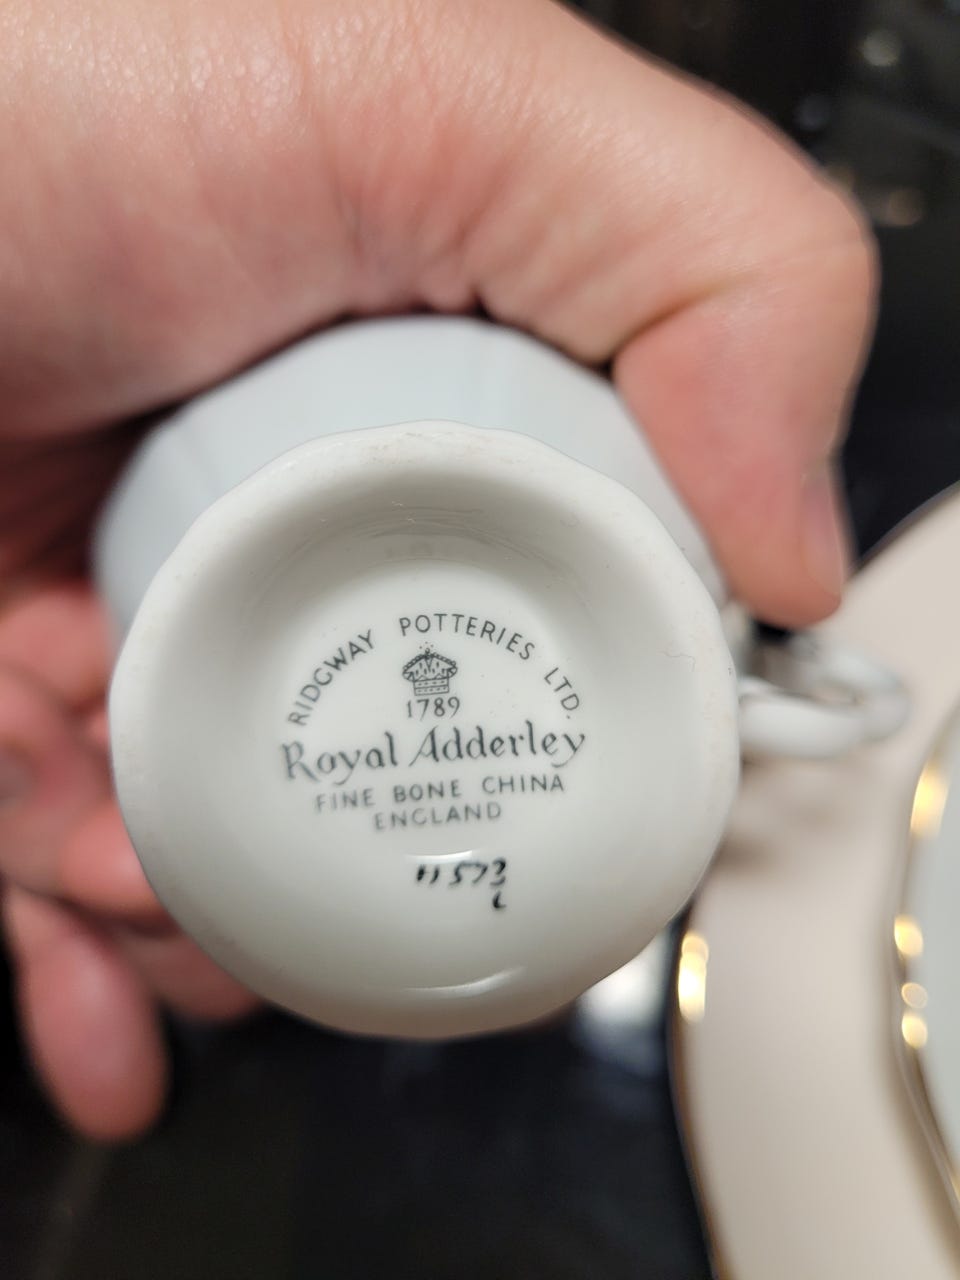 RIDGWAY POTTERIES LTD.
1789
Royal Adderley
FINE BONE CHINA
ENGLAND